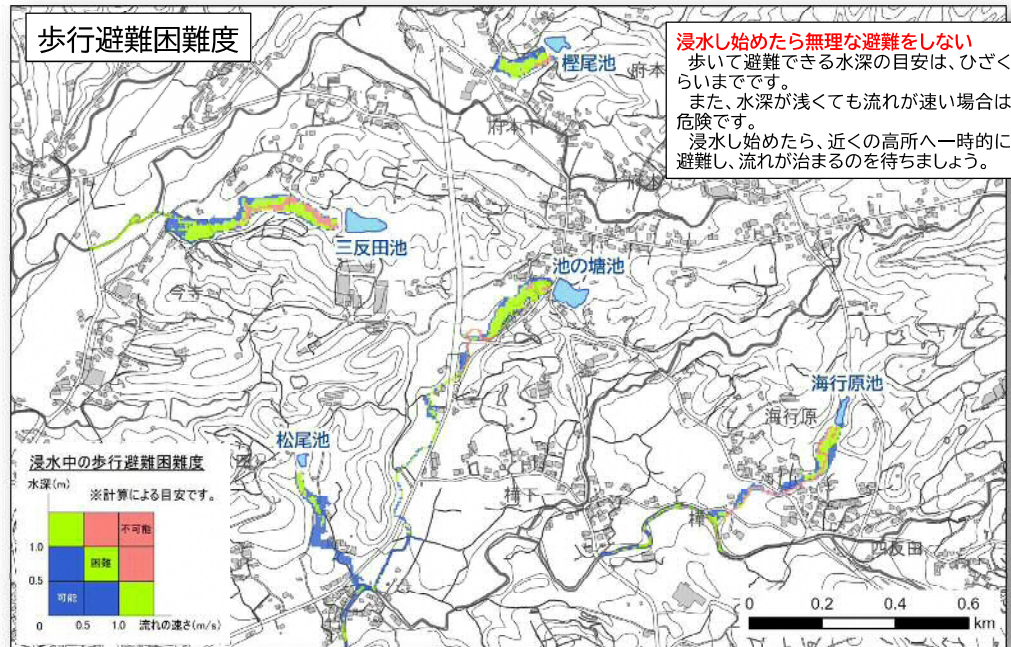 歩行避難困難度
浸水し始めたら無理な避難をしない
歩いて避難できる水深の目安は、ひざく
らいまでです。
また、水深が浅くても流れが速い場合は
危険です。
浸水し始めたら、近くの高所へ一時的に
避難し、流れが治まるのを待ちましょう。
樫尾池
府本
府本下
三反田池
池の塘池
今寺
海行原池
海行原
松尾池
樺下
樺
四反田
浸水中の歩行避難困難度
水深(m)
※計算による目安です。
不可能
1.0
困難
0.5
可能
0 0.5 1.0 流れの速さ(m/s)
0 0.2 0.4 0.6
km